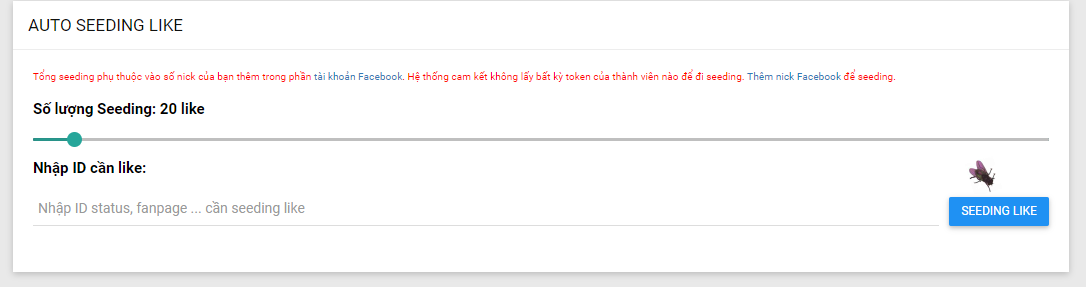 AUTO SEEDING LIKE
Tổng seeding phụ thuộc vào số nick của bạn thêm trong phần tài khoản Facebook. Hệ thống cam kết không lấy bất kỳ token của thành viên nào để đi seeding. Thêm nick Facebook để seeding.
Số lượng Seeding: 20 like
Nhập ID cần like:
Nhập ID status, fanpage ... cần seeding like
SEEDING LIKE